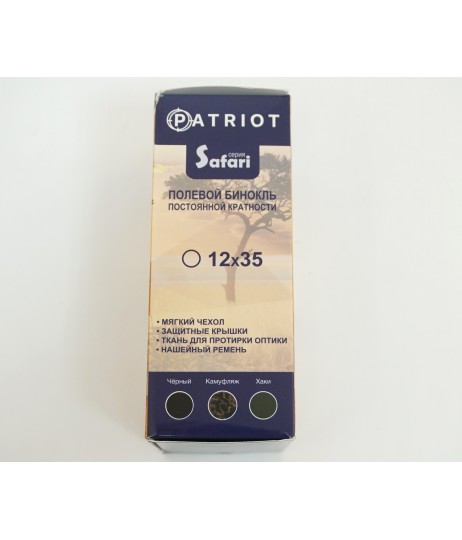 PATRIOT
серия
Safari
ПОЛЕВОЙ БИНОКЛЬ
ПОСТОЯННОЙ КРАТНОСТИ
12x35
• МЯГКИЙ ЧЕХОЛ
• ЗАЩИТНЫЕ КРЫШКИ
• ТКАНЬ ДЛЯ ПРОТИРКИ ОПТИКИ
• НАШЕЙНЫЙ РЕМЕНЬ
Чёрный Камуфляж Хаки